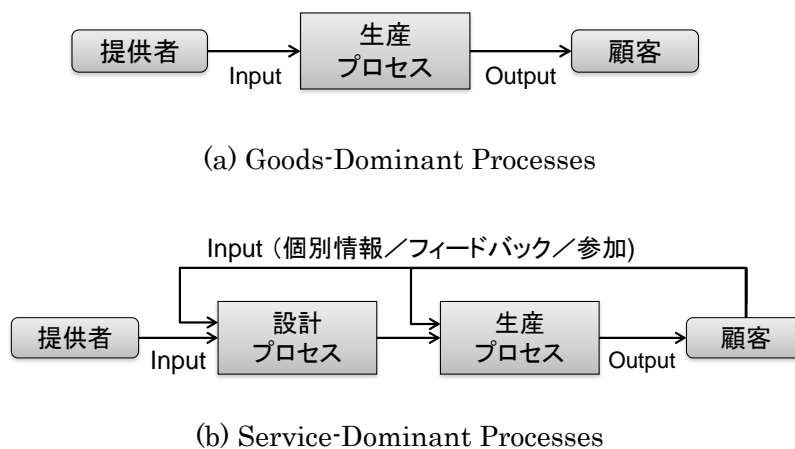 提供者
Input
生産
プロセス
Output
顧客
(a) Goods-Dominant Processes
Input（個別情報／フィードバック／参加)
提供者
Input
設計
プロセス
生産
プロセス
Output
顧客
(b) Service-Dominant Processes